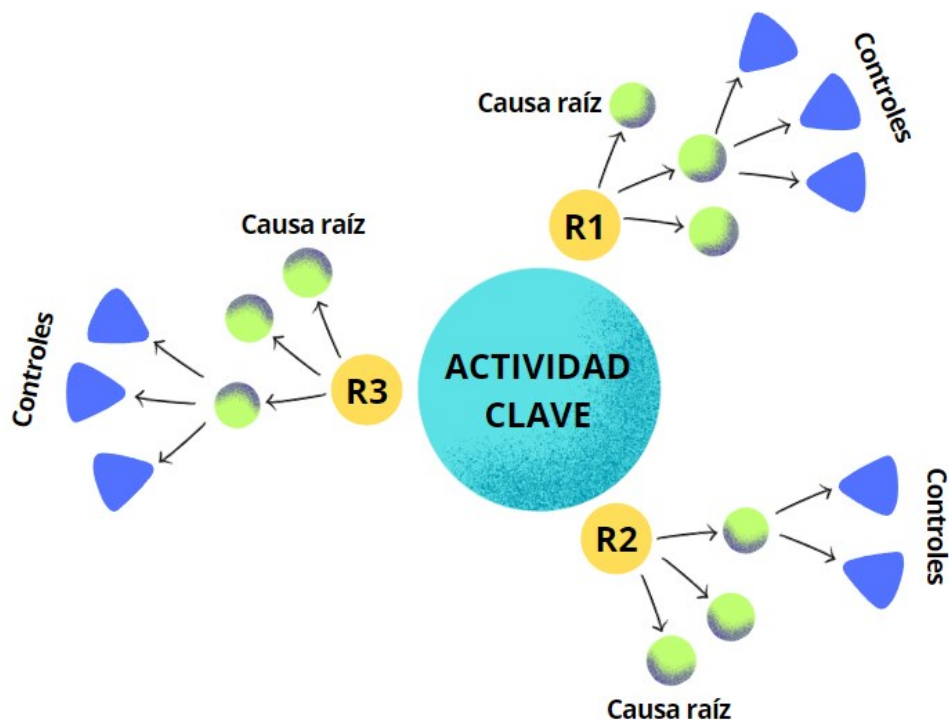 Causa raíz
Controles
R1
Causa raíz
Controles
R3
ACTIVIDAD
CLAVE
R2
Controles
Causa raíz